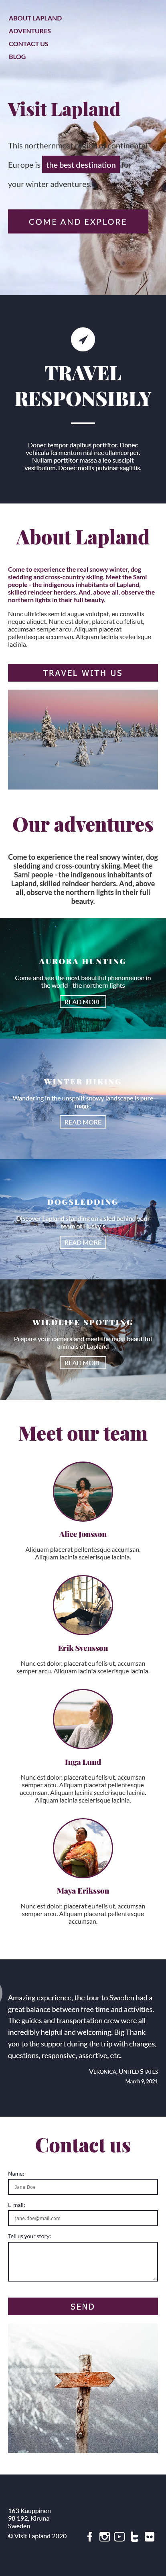 ABOUT LAPLAND
ADVENTURES
CONTACT US
BLOG
Visit Lapland
This northernmost continental
Europe is the best destination for
your winter adventures
COME AND EXPLORE
TRAVEL
RESPONSIBLY
Donec tempor dapibus porttitor. Donec
vehicula fermentum nisl nec ullamcorper.
Nullam porttitor massa a leo suscipit
vestibulum. Donec mollis pulvinar sagittis.
About Lapland
Come to experience the real snowy winter, dog
sledding and cross-country skiing. Meet the Sami
people - the indigenous inhabitants of Lapland,
skilled reindeer herders. And, above all, observe the
northern lights in their full beauty.
Nunc ultrices sem id augue volutpat, eu convallis
neque aliquet. Nunc est dolor, placerat eu felis ut,
accumsan semper arcu. Aliquam placerat
pellentesque accumsan. Aliquam lacinia scelerisque
lacinia.
TRAVEL WITH US
Our adventures
Come to experience the real snowy winter, dog
sledding and cross-country skiing. Meet the
Sami people - the indigenous inhabitants of
Lapland, skilled reindeer herders. And, above
all, observe the northern lights in their full
beauty.
AURORA HUNTING
Come and see the most beautiful phenomenon in
the world - the northern lights
READ MORE
WINTER HIKING
Wandering in the unspoilt snowy landscape is pure
magic
READ MORE
DOGSLEDDING
standing on a sled behind your
READ MORE
WILDLIFE SPOTTING
Prepare your camera and meet the most beautiful
animals of Lapland
READ MORE
Meet our team
Alice Jonsson
Aliquam placerat pellentesque accumsan.
Aliquam lacinia scelerisque lacinia.
Erik Svensson
Nunc est dolor, placerat eu felis ut, accumsan
semper arcu. Aliquam lacinia scelerisque lacinia.
Inga Lund
Nunc est dolor, placerat eu felis ut, accumsan
semper arcu. Aliquam placerat pellentesque
accumsan. Aliquam lacinia scelerisque lacinia.
Aliquam lacinia scelerisque lacinia.
Maya Eriksson
Nunc est dolor, placerat eu felis ut, accumsan
semper arcu. Aliquam placerat pellentesque
accumsan.
Amazing experience, the tour to Sweden had a
great balance between free time and activities.
The guides and transportation crew were all
incredibly helpful and welcoming. Big Thank
you to the support during the trip with changes,
questions, responsive, assertive, etc.
VERONICA, UNITED STATES
March 9, 2021
Contact us
Name:
Jane Doe
E-mail:
jane.doe@mail.com
Tell us your story:
SEND
163 Kauppinen
98 192, Kiruna
Sweden
© Visit Lapland 2020